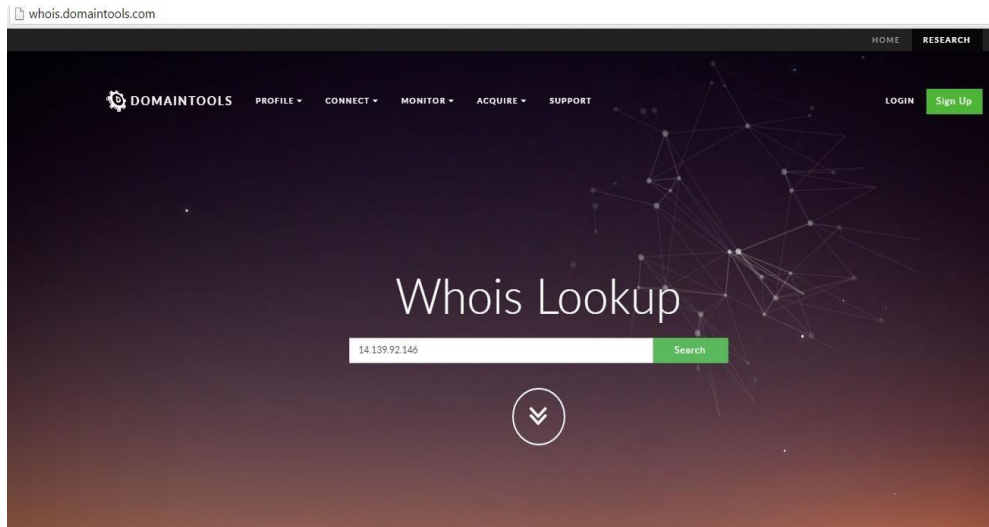 whois.domaintools.com
HOME RESEARCH
DOMAINTOOLS PROFILE CONNECT MONITOR ACQUIRE SUPPORT LOGIN Sign Up
Whois Lookup
14.139.92.146 Search